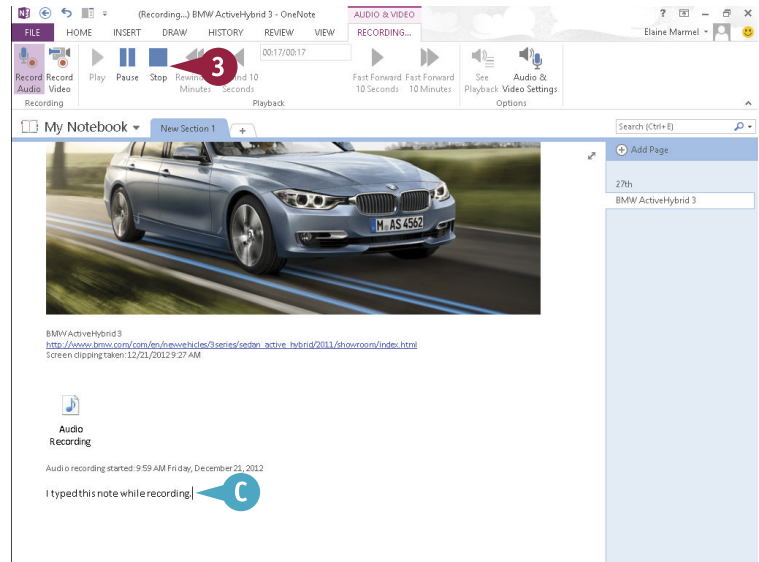 (Recording...) BMW ActiveHybrid 3 - OneNote
AUDIO & VIDEO
FILE HOME INSERT DRAW HISTORY REVIEW VIEW RECORDING... Elaine Marmel
00:17/00:17
3
Record Record Play Pause Stop Fast Forward Fast Forward See Audio &
Audio Video Minutes Seconds 10 Seconds 10 Minutes Playback Video Settings
Recording Playback Options
My Notebook New Section 1 Search (Ctrl+E)
Add Page
27th
BMW ActiveHybrid 3
M AS 4562
BMW ActiveHybrid 3
http://www.bmw.com/com/en/newvehicles/3series/sedan_active_hybrid/2011/showroom/index.html
Screen clipping taken: 12/21/2012 9:27 AM
Audio
Recording
Audio recording started: 9:59 AM Friday, December 21, 2012
I typed this note while recording.
C